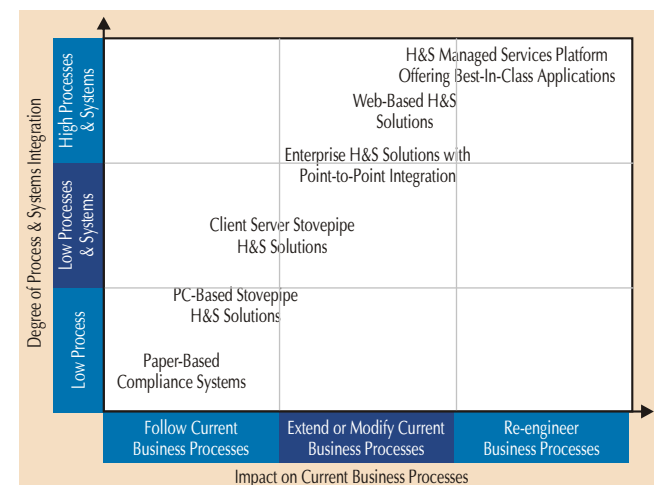 H&S Managed Services Platform
Offering Best-In-Class Applications
Web-Based H&S
Solutions
Enterprise H&S Solutions with
Point-to-Point Integration
Client Server Stovepipe
H&S Solutions
PC-Based Stovepipe
H&S Solutions
Paper-Based
Compliance Systems
Degree of Process & Systems Integration
High Processes
& Systems
Low Processes
& Systems
Low Process
Follow Current
Business Processes
Extend or Modify Current
Business Processes
Re-engineer
Business Processes
Impact on Current Business Processes